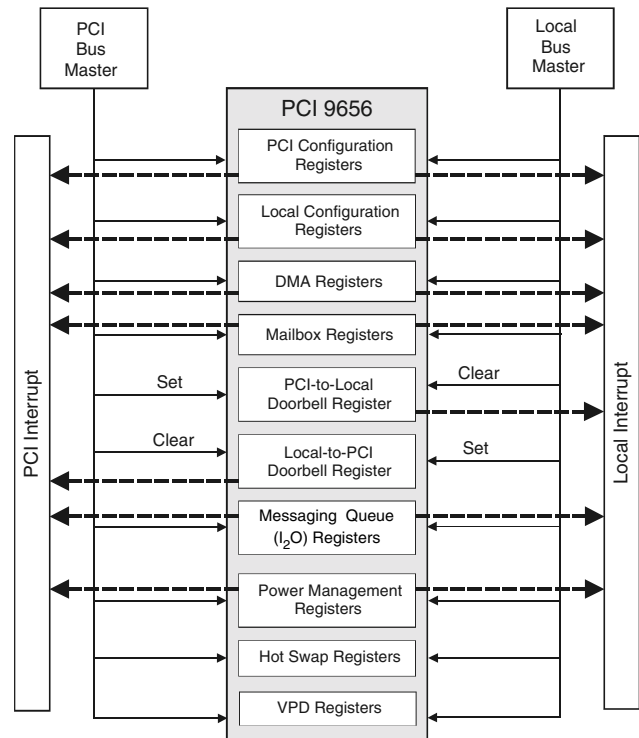 PCI
Bus
Master
Local
Bus
Master
PCI 9656
PCI Configuration
Registers
Local Configuration
Registers
DMA Registers
Mailbox Registers
Set
PCI-to-Local
Doorbell Register
Clear
Clear
Local-to-PCI
Doorbell Register
Set
Messaging Queue
(I₂O) Registers
Power Management
Registers
Hot Swap Registers
VPD Registers
PCI Interrupt
Local Interrupt